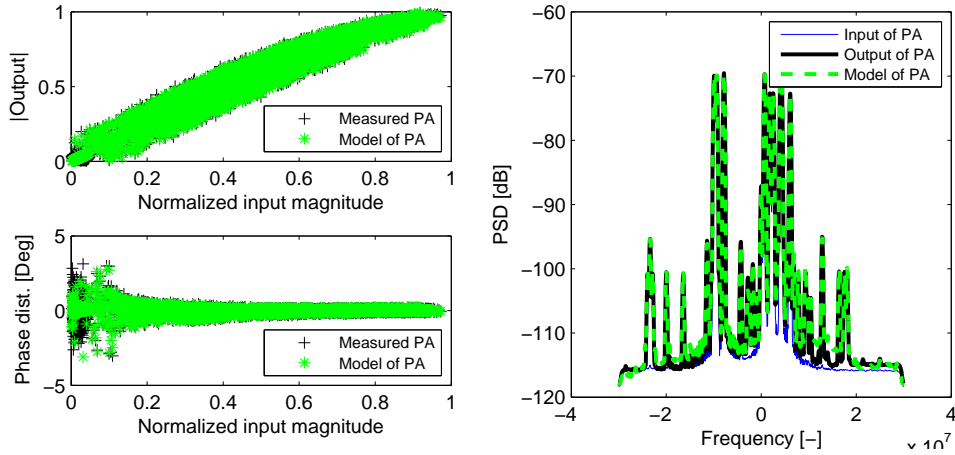 1
0.5
0
|Output|
0
0.2
0.4
0.6
0.8
1
Normalized input magnitude
Measured PA
Model of PA
5
0
−5
Phase dist. [Deg]
0
0.2
0.4
0.6
0.8
1
Normalized input magnitude
Measured PA
Model of PA
−60
−70
−80
−90
−100
−110
−120
PSD [dB]
−4
−2
0
2
4
Frequency [−]
x 10^7
Input of PA
Output of PA
Model of PA